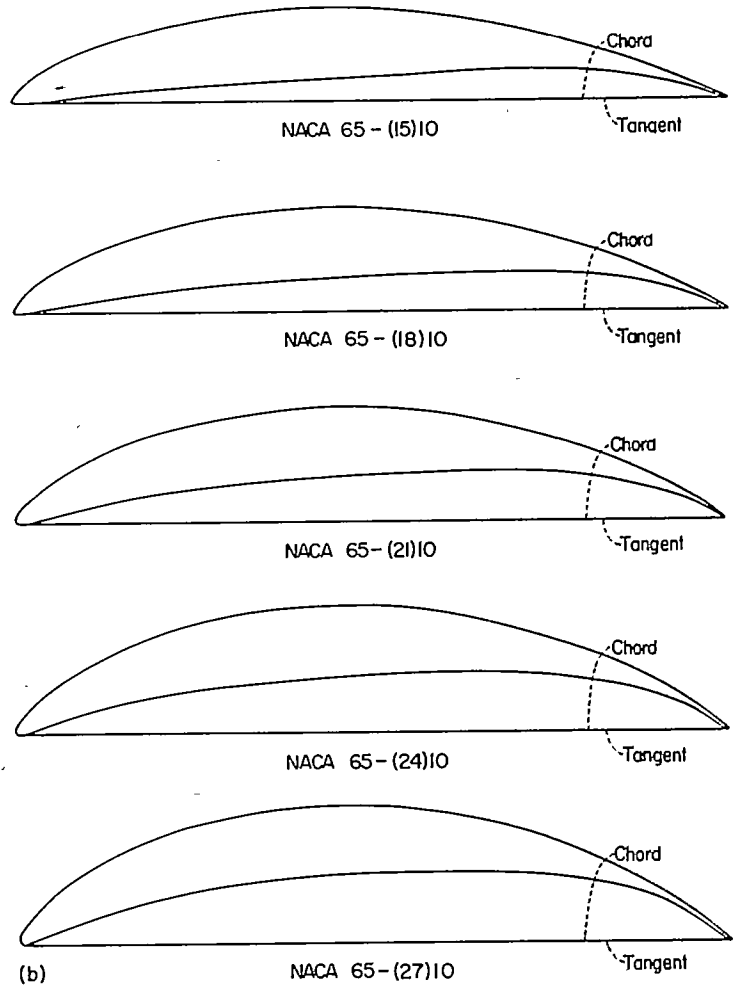 Chord
Tangent
NACA 65-(15)10
Chord
Tangent
NACA 65-(18)10
Chord
Tangent
NACA 65-(21)10
Chord
Tangent
NACA 65-(24)10
Chord
Tangent
(b)
NACA 65-(27)10